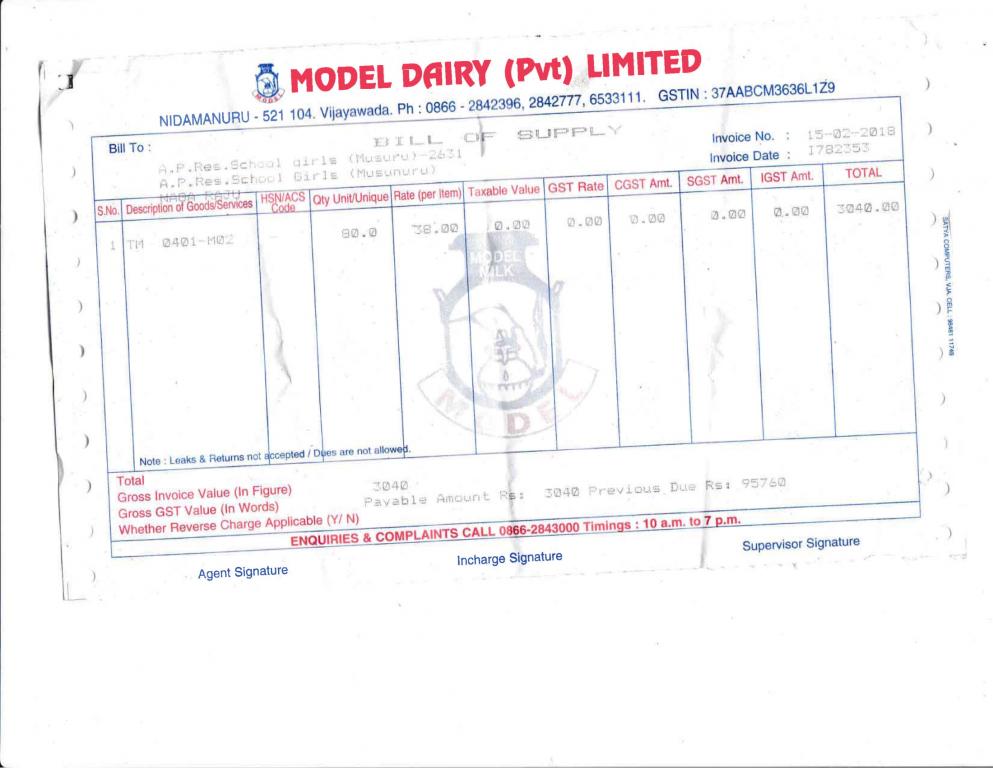 MODEL DAIRY (Pvt) LIMITED
NIDAMANURU - 521 104. Vijayawada. Ph : 0866 - 2842396, 2842777, 6533111. GSTIN : 37AABCM3636L1Z9
BILL OF SUPPLY
Bill To :
A.P.Res.School girls (Musuru)-2631
A.P.Res.School Girls (Musunuru)
NAGA RAJU
Invoice No. : 15-02-2018
Invoice Date : 1782353
S.No. Description of Goods/Services HSN/ACS Code Qty Unit/Unique Rate (per Item) Taxable Value GST Rate CGST Amt. SGST Amt. IGST Amt. TOTAL
1 TM 0401-M02 80.0 38.00 0.00 0.00 0.00 0.00 0.00 3040.00
MODEL
MILK
MODEL
Note : Leaks & Returns not accepted / Dues are not allowed.
Total
Gross Invoice Value (In Figure) 3040
Gross GST Value (In Words) Payable Amount Rs: 3040 Previous Due Rs: 95760
Whether Reverse Charge Applicable (Y/ N)
ENQUIRIES & COMPLAINTS CALL 0866-2843000 Timings : 10 a.m. to 7 p.m.
Agent Signature Incharge Signature Supervisor Signature
SATYA COMPUTERS, VJA. CELL : 98481 11748